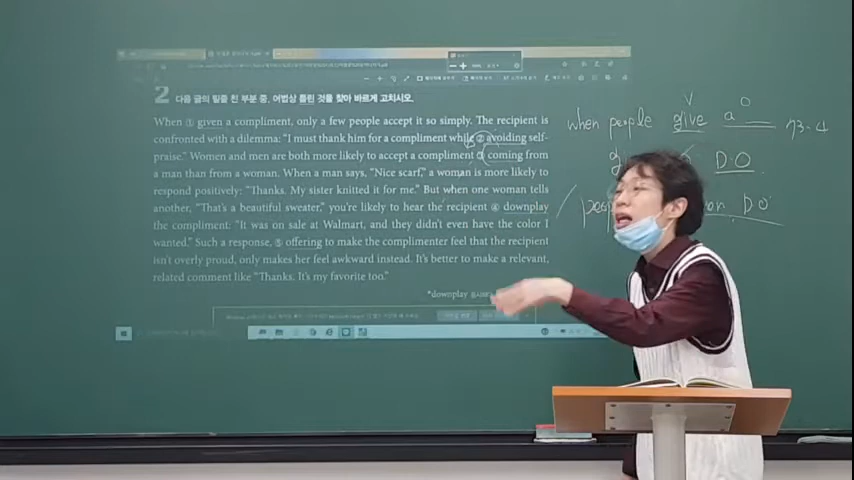 2 다음 글의 밑줄 친 부분 중, 어법상 틀린 것을 찾아 바르게 고치시오.
When ① given a compliment, only a few people accept it so simply. The recipient is
confronted with a dilemma: "I must thank him for a compliment while ② avoiding self-
praise." Women and men are both more likely to accept a compliment ③ coming from
a man than from a woman. When a man says, "Nice scarf," a woman is more likely to
respond positively: "Thanks. My sister knitted it for me." But when one woman tells
another, "That's a beautiful sweater," you're likely to hear the recipient ④ downplay
the compliment: "It was on sale at Walmart, and they didn't even have the color I
wanted." Such a response, ⑤ offering to make the complimenter feel that the recipient
isn't overly proud, only makes her feel awkward instead. It's better to make a relevant,
related comment like "Thanks. It's my favorite too."
*downplay
V
O
when people give a
D.O
DO